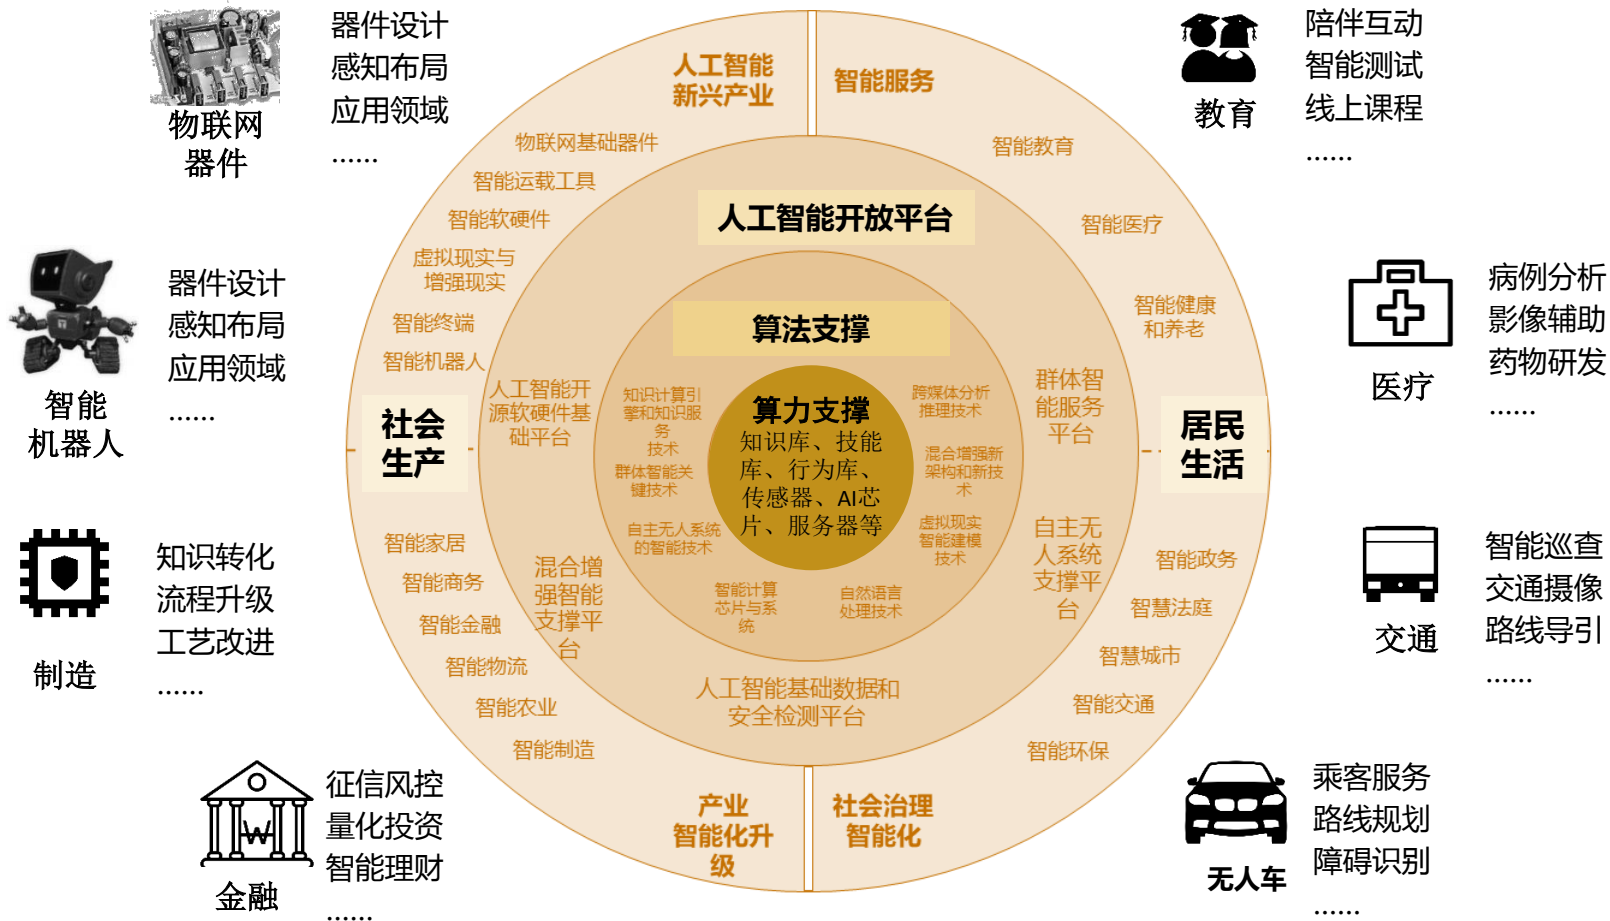 器件设计
感知布局
应用领域
......
物联网
器件
器件设计
感知布局
应用领域
......
智能
机器人
知识转化
流程升级
工艺改进
......
制造
征信风控
量化投资
智能理财
......
金融
人工智能
新兴产业
物联网基础器件
智能运载工具
智能软硬件
虚拟现实与
增强现实
智能终端
智能机器人
社会
生产
智能家居
智能商务
智能金融
智能物流
智能农业
智能制造
产业
智能化升
级
智能服务
智能教育
智能医疗
智能健康
和养老
居民
生活
智能政务
智慧法庭
智慧城市
智能交通
智能环保
社会治理
智能化
人工智能开放平台
人工智能开
源软硬件基
础平台
群体智
能服务
平台
混合增
强智能
支撑平
台
自主无
人系统
支撑平
台
人工智能基础数据和
安全检测平台
算法支撑
知识计算引
擎和知识服
务
技术
群体智能关
键技术
自主无人系统
的智能技术
智能计算
芯片与系
统
跨媒体分析
推理技术
混合增强新
架构和新技
术
虚拟现实
智能建模
技术
自然语言
处理技术
算力支撑
知识库、技能
库、行为库、
传感器、AI芯
片、服务器等
陪伴互动
智能测试
线上课程
......
教育
病例分析
影像辅助
药物研发
......
医疗
智能巡查
交通摄像
路线导引
......
交通
乘客服务
路线规划
障碍识别
......
无人车